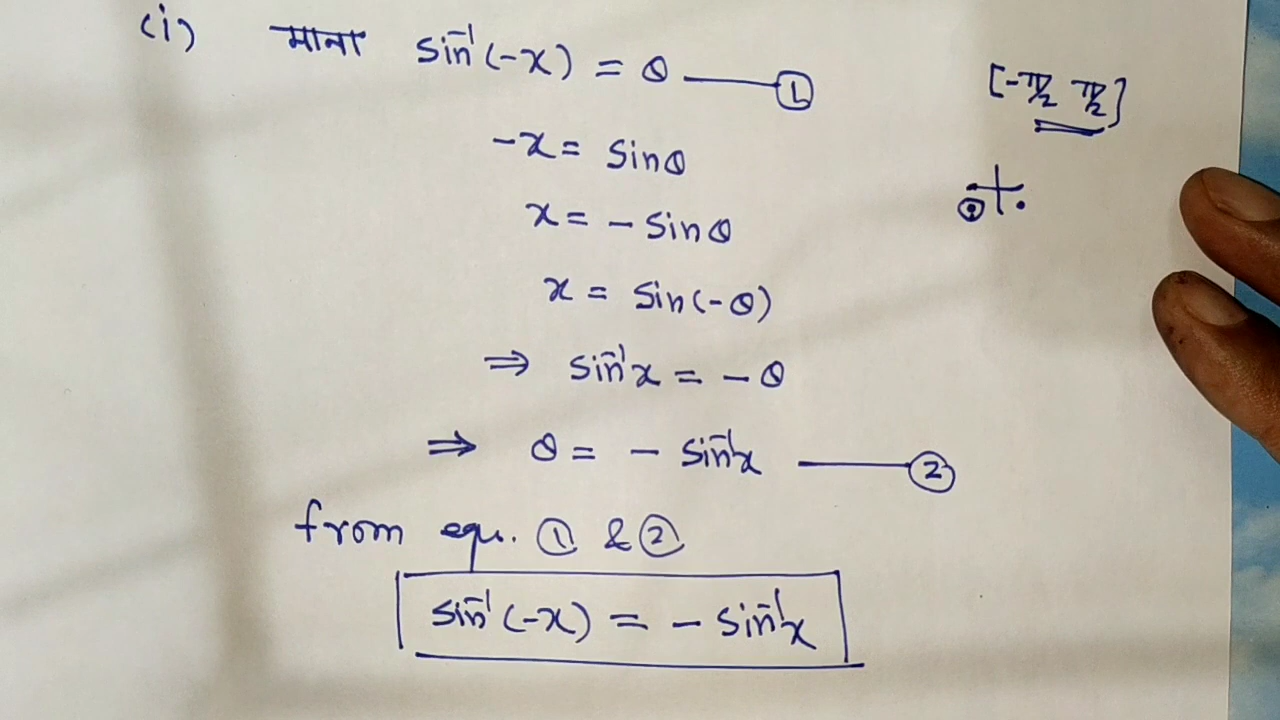 (i) माना sin⁻¹(-x) = θ ——— ①
[-π/2 π/2]
-x = sinθ
x = - sinθ
x = sin(-θ)
⇒ sin⁻¹x = - θ
⇒ θ = - sin⁻¹x ——— ②
from equ. ① & ②
sin⁻¹(-x) = - sin⁻¹x